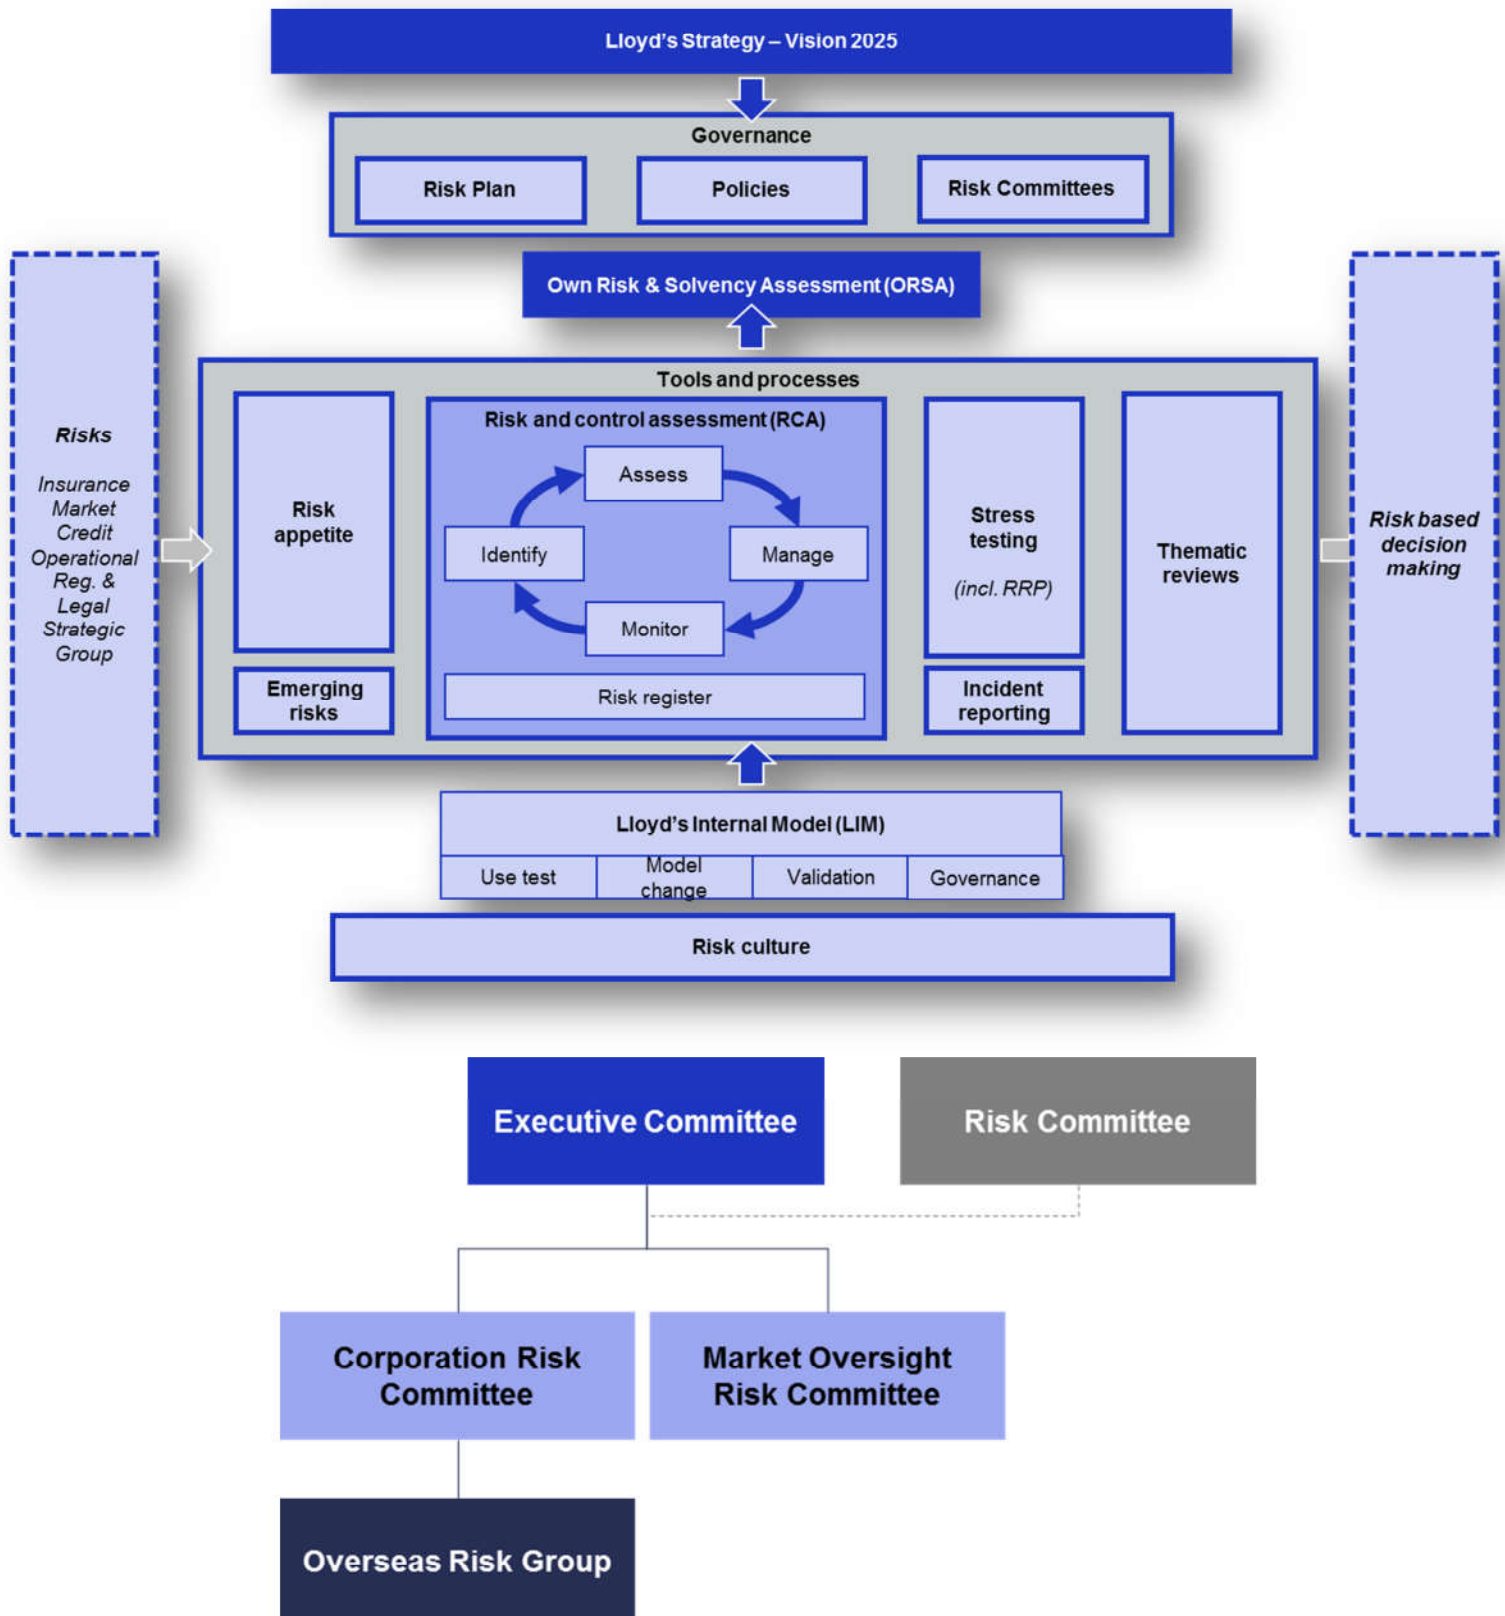 Lloyd's Strategy – Vision 2025
Governance
Risk Plan
Policies
Risk Committees
Own Risk & Solvency Assessment (ORSA)
Risks
Insurance
Market
Credit
Operational
Reg. &
Legal
Strategic
Group
Tools and processes
Risk
appetite
Emerging
risks
Risk and control assessment (RCA)
Assess
Identify
Manage
Monitor
Risk register
Stress
testing
(incl. RRP)
Incident
reporting
Thematic
reviews
Risk based
decision
making
Lloyd's Internal Model (LIM)
Use test
Model
change
Validation
Governance
Risk culture
Executive Committee
Risk Committee
Corporation Risk
Committee
Market Oversight
Risk Committee
Overseas Risk Group